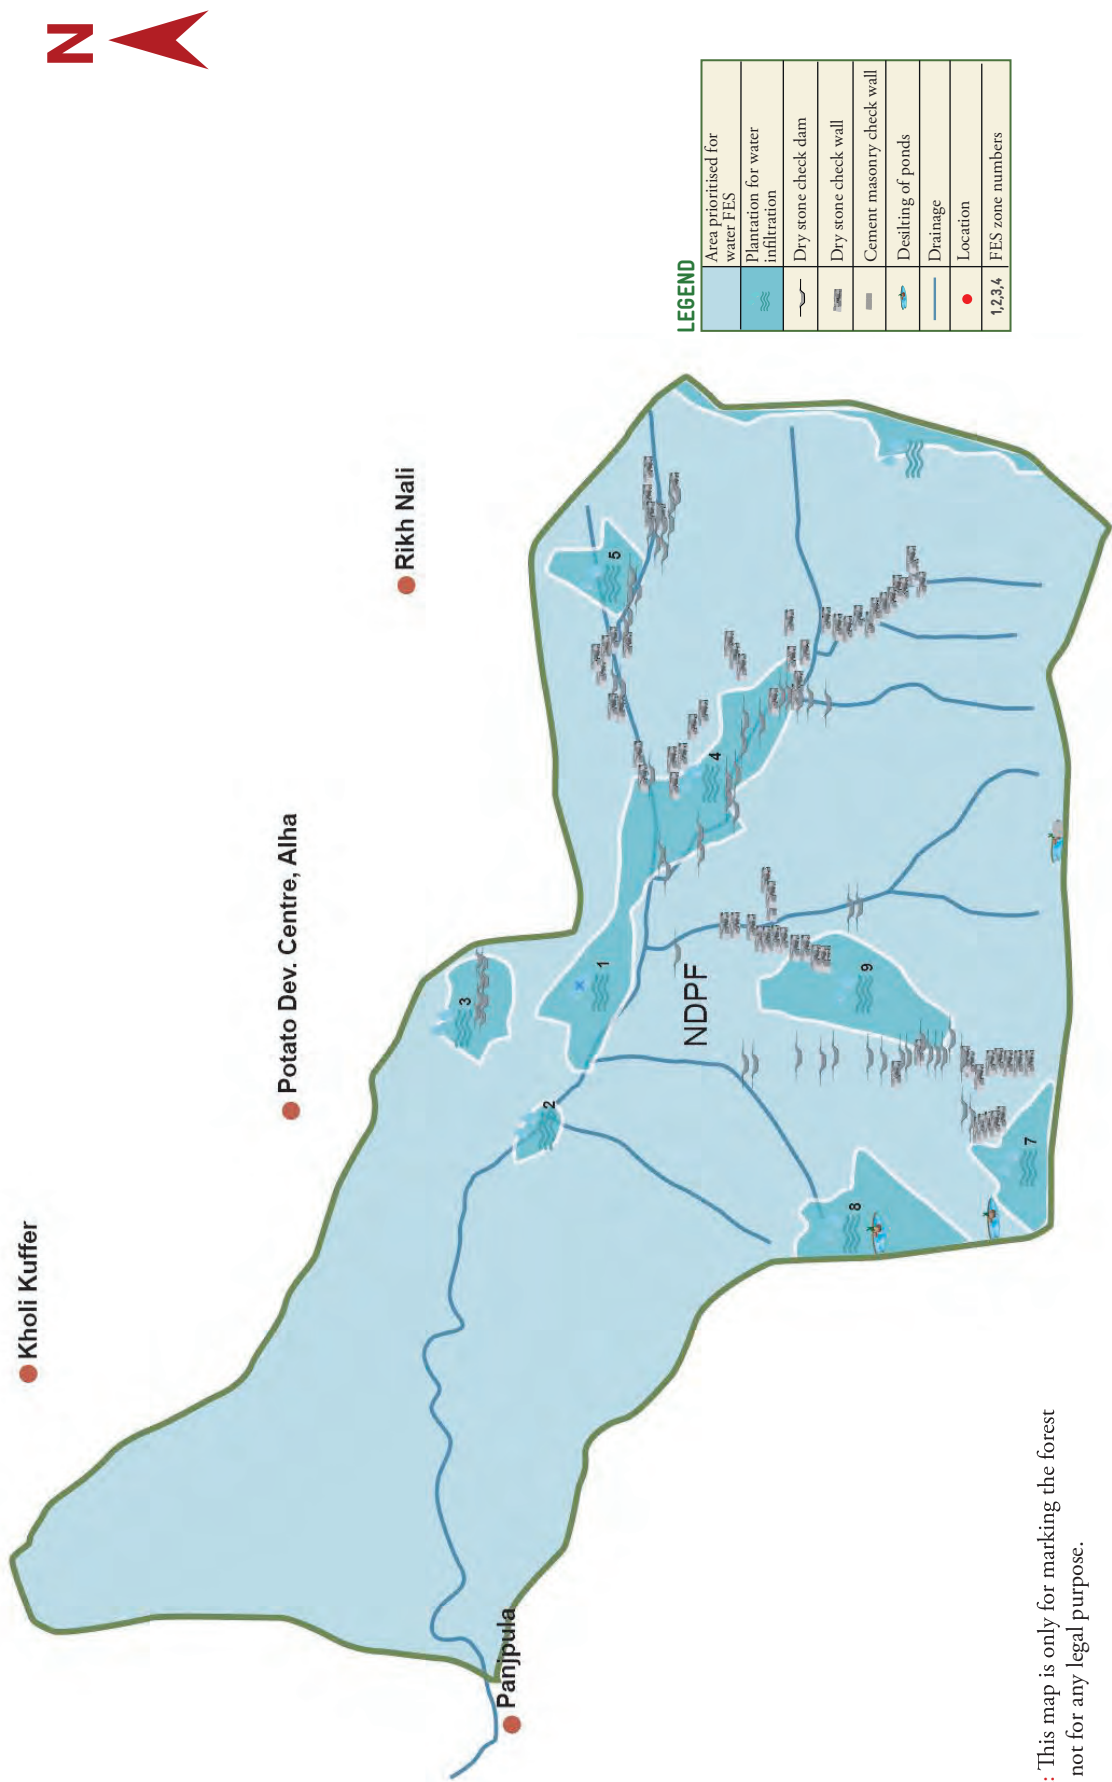 N
Kholi Kuffer
Potato Dev. Centre, Alha
Rikh Nali
Panjpula
NDPF
1
2
3
4
5
7
8
9
LEGEND
Area prioritised for
water FES
Plantation for water
infiltration
Dry stone check dam
Dry stone check wall
Cement masonry check wall
Desilting of ponds
Drainage
Location
1,2,3,4 FES zone numbers
: This map is only for marking the forest
not for any legal purpose.